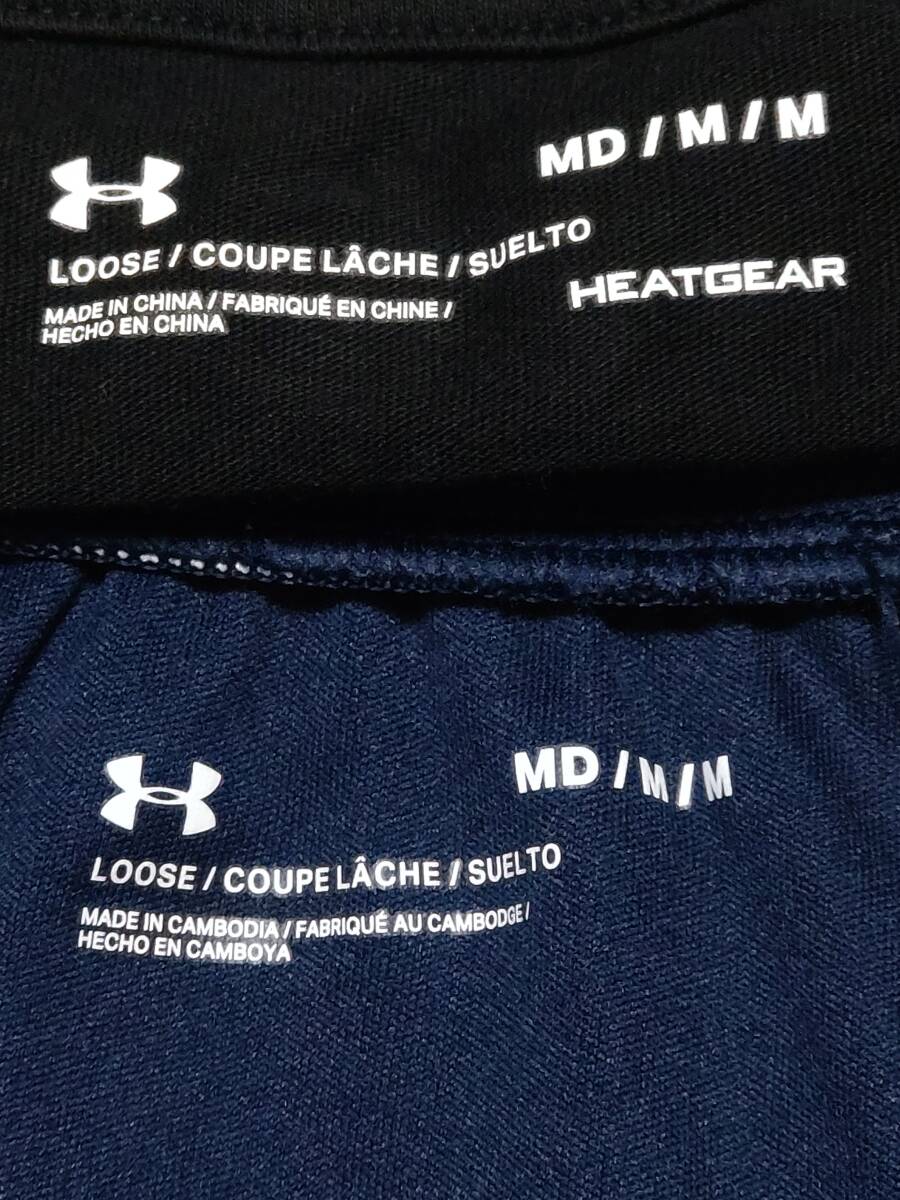 MD / M / M
LOOSE / COUPE LÂCHE / SUELTO
HEATGEAR
MADE IN CHINA / FABRIQUÉ EN CHINE /
HECHO EN CHINA
MD / M / M
LOOSE / COUPE LÂCHE / SUELTO
MADE IN CAMBODIA / FABRIQUÉ AU CAMBODGE /
HECHO EN CAMBOYA